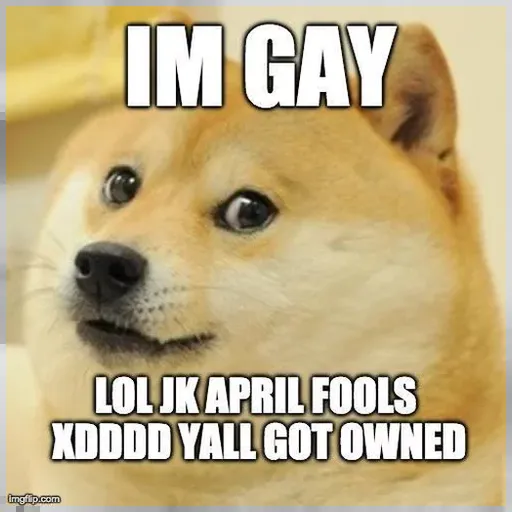 IM GAY
LOL JK APRIL FOOLS
XDDDD YALL GOT OWNED
imgflip.com